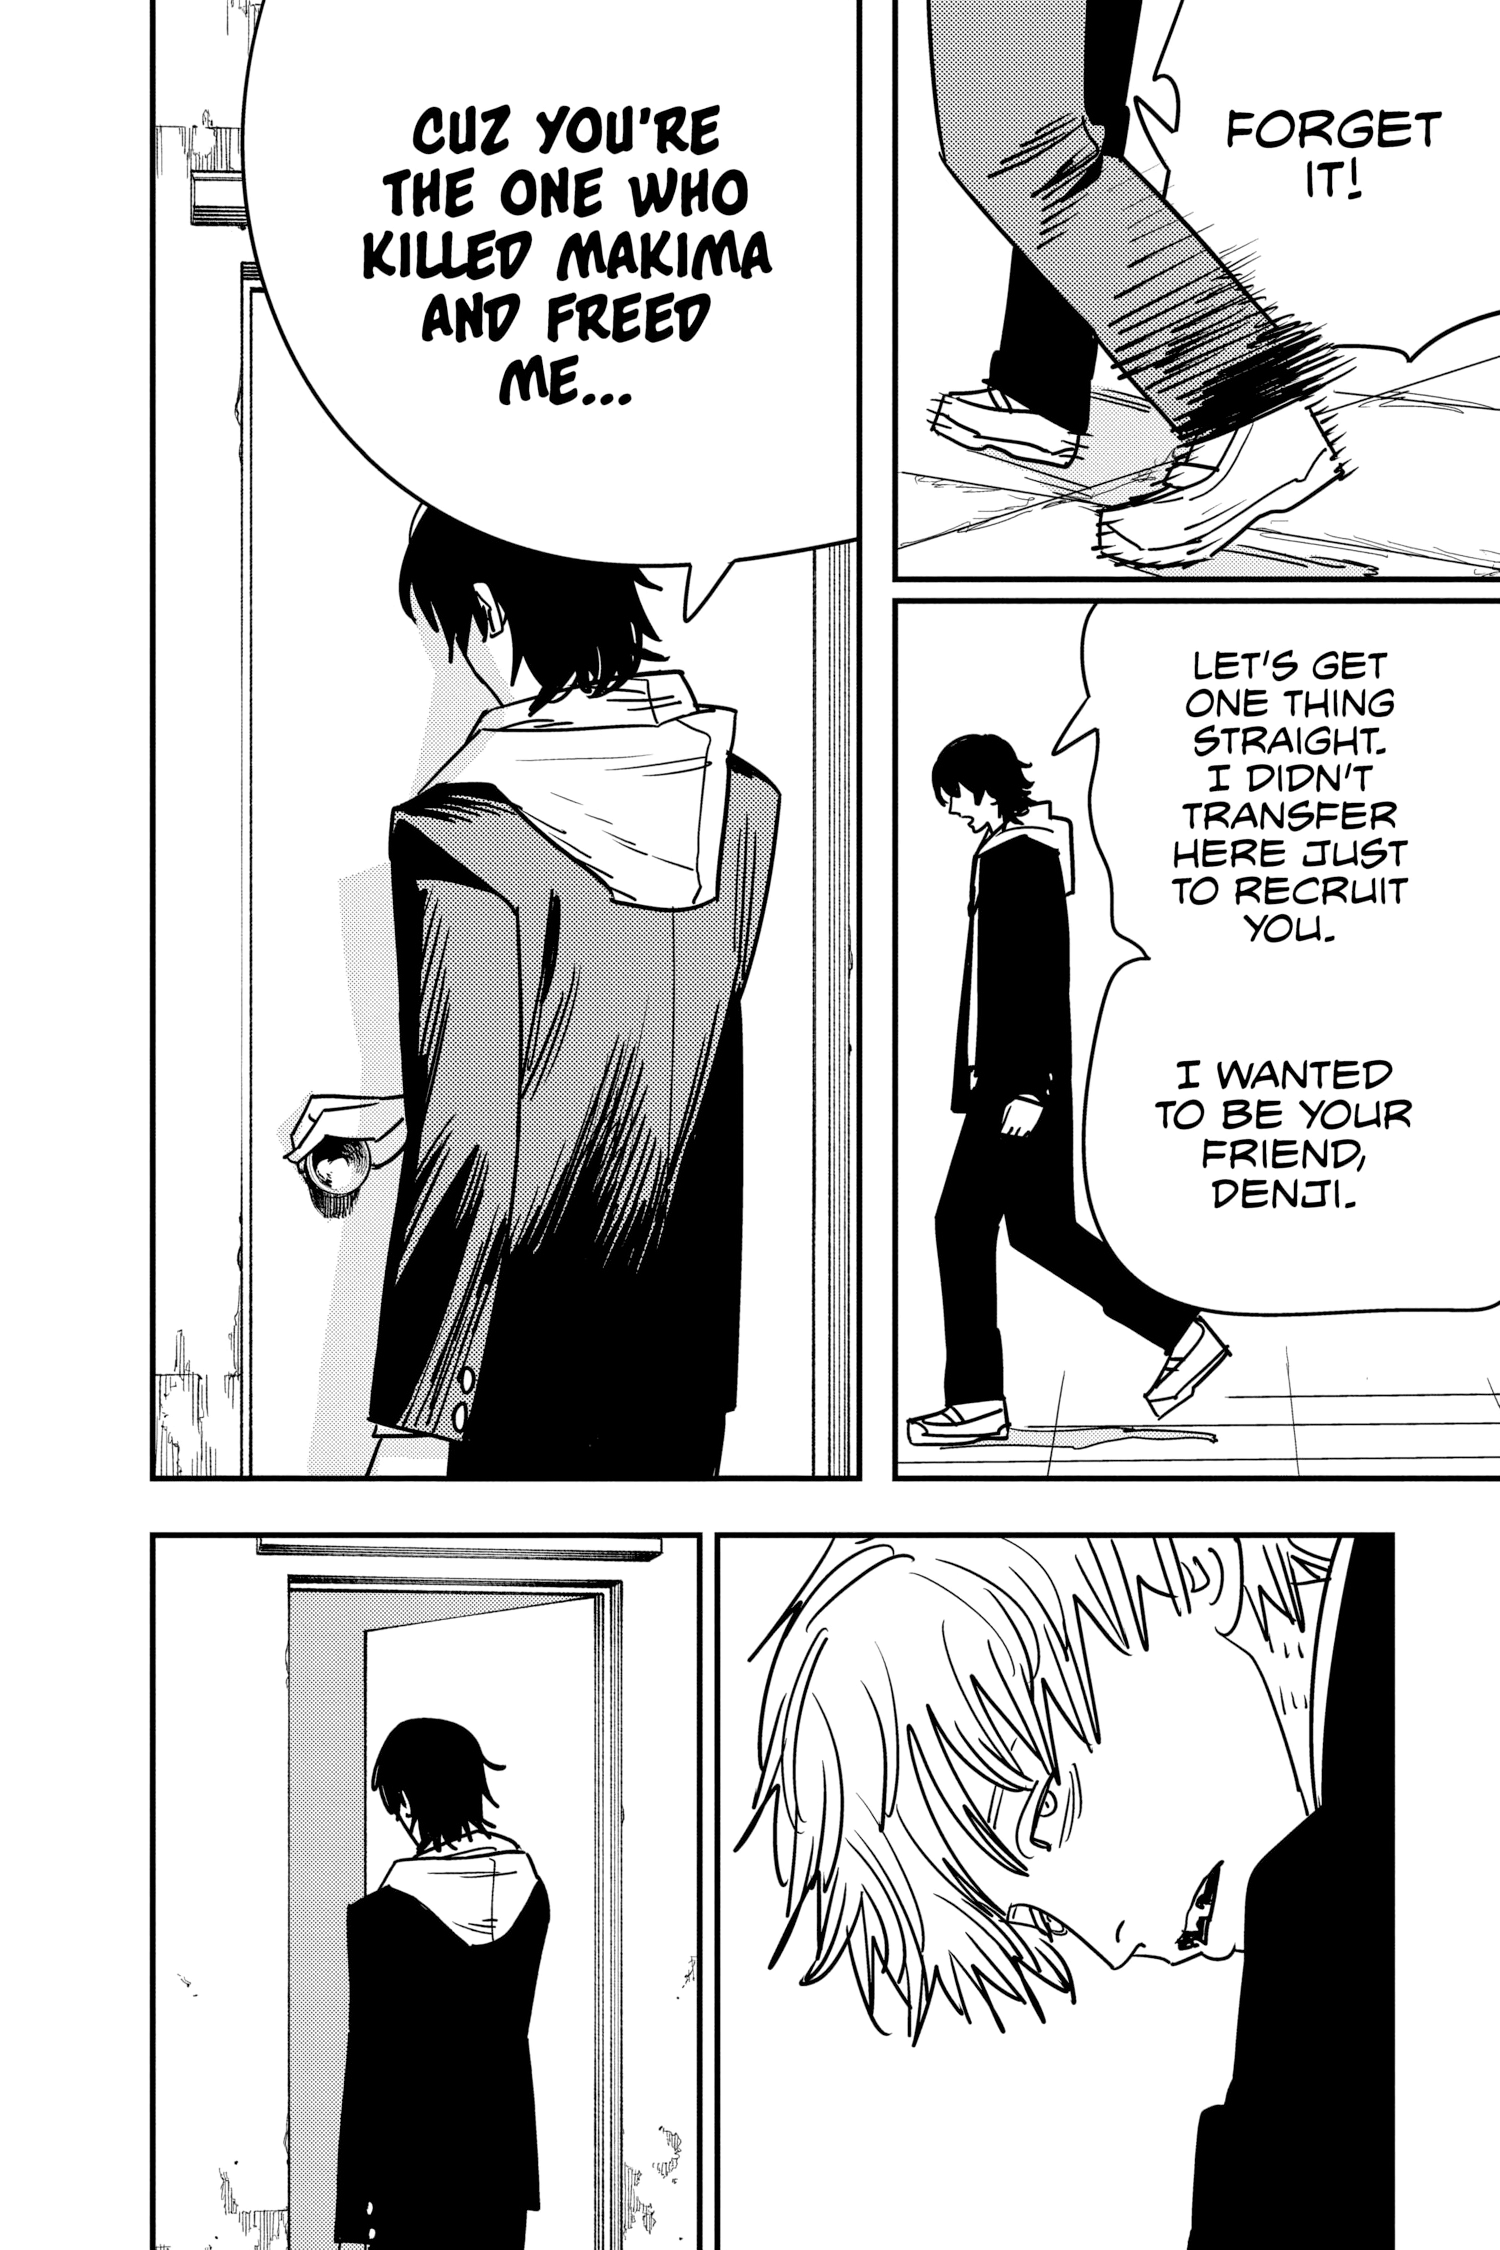 FORGET
IT!
LET'S GET
ONE THING
STRAIGHT.
I DIDN'T
TRANSFER
HERE JUST
TO RECRUIT
YOU.
I WANTED
TO BE YOUR
FRIEND,
DENJI.
CUZ YOU'RE
THE ONE WHO
KILLED MAKIMA
AND FREED
ME...